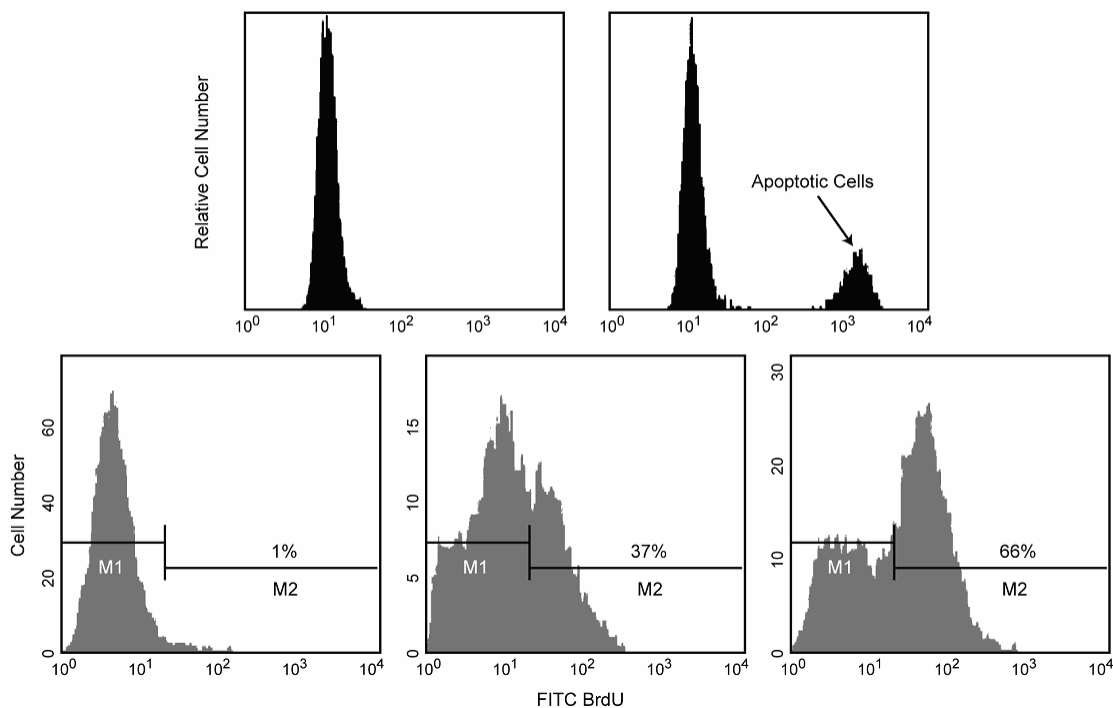 Relative Cell Number
Apoptotic Cells
10⁰ 10¹ 10² 10³ 10⁴
10⁰ 10¹ 10² 10³ 10⁴
Cell Number
60
40
20
0
1%
M1
M2
10⁰ 10¹ 10² 10³ 10⁴
15
10
5
0
37%
M1
M2
10⁰ 10¹ 10² 10³ 10⁴
30
20
10
0
66%
M1
M2
10⁰ 10¹ 10² 10³ 10⁴
FITC BrdU